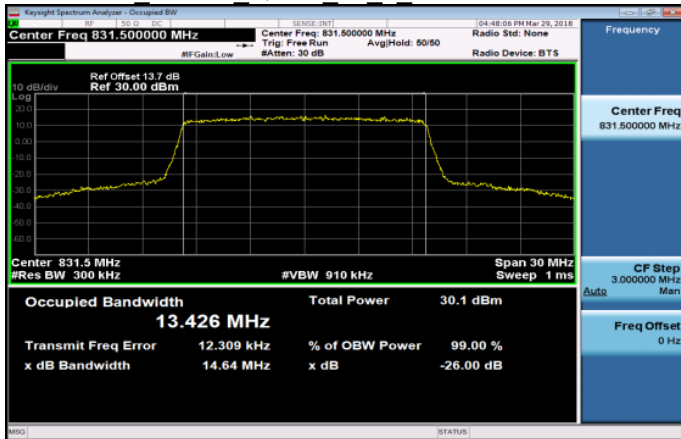 Keysight Spectrum Analyzer - Occupied BW
RF 50 Ω DC SENSE:INT 04:48:06 PM Mar 29, 2018
Center Freq 831.500000 MHz Center Freq: 831.500000 MHz Radio Std: None Frequency
Trig: Free Run Avg|Hold: 50/50
#IFGain:Low #Atten: 30 dB Radio Device: BTS
Ref Offset 13.7 dB
10 dB/div Ref 30.00 dBm
Log
20.0
10.0
0.00
-10.0
-20.0
-30.0
-40.0
-50.0
-60.0
Center Freq
831.500000 MHz
Center 831.5 MHz Span 30 MHz
#Res BW 300 kHz #VBW 910 kHz Sweep 1 ms
CF Step
3.000000 MHz
Auto Man
Occupied Bandwidth Total Power 30.1 dBm
13.426 MHz
Freq Offset
0 Hz
Transmit Freq Error 12.309 kHz % of OBW Power 99.00 %
x dB Bandwidth 14.64 MHz x dB -26.00 dB
MSG STATUS